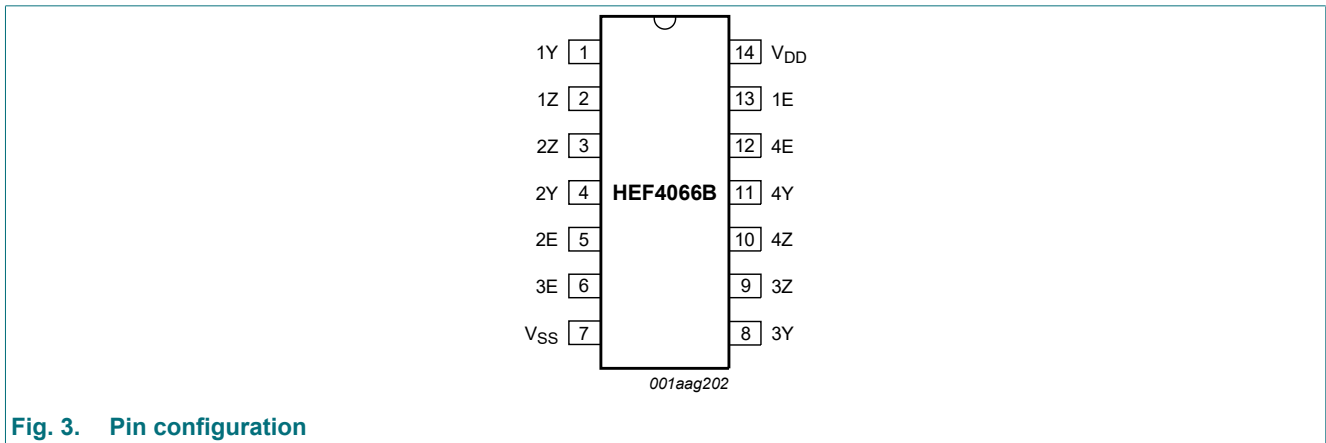 1Y 1 14 VDD
1Z 2 13 1E
2Z 3 12 4E
2Y 4 HEF4066B 11 4Y
2E 5 10 4Z
3E 6 9 3Z
VSS 7 8 3Y
001aag202
Fig. 3. Pin configuration